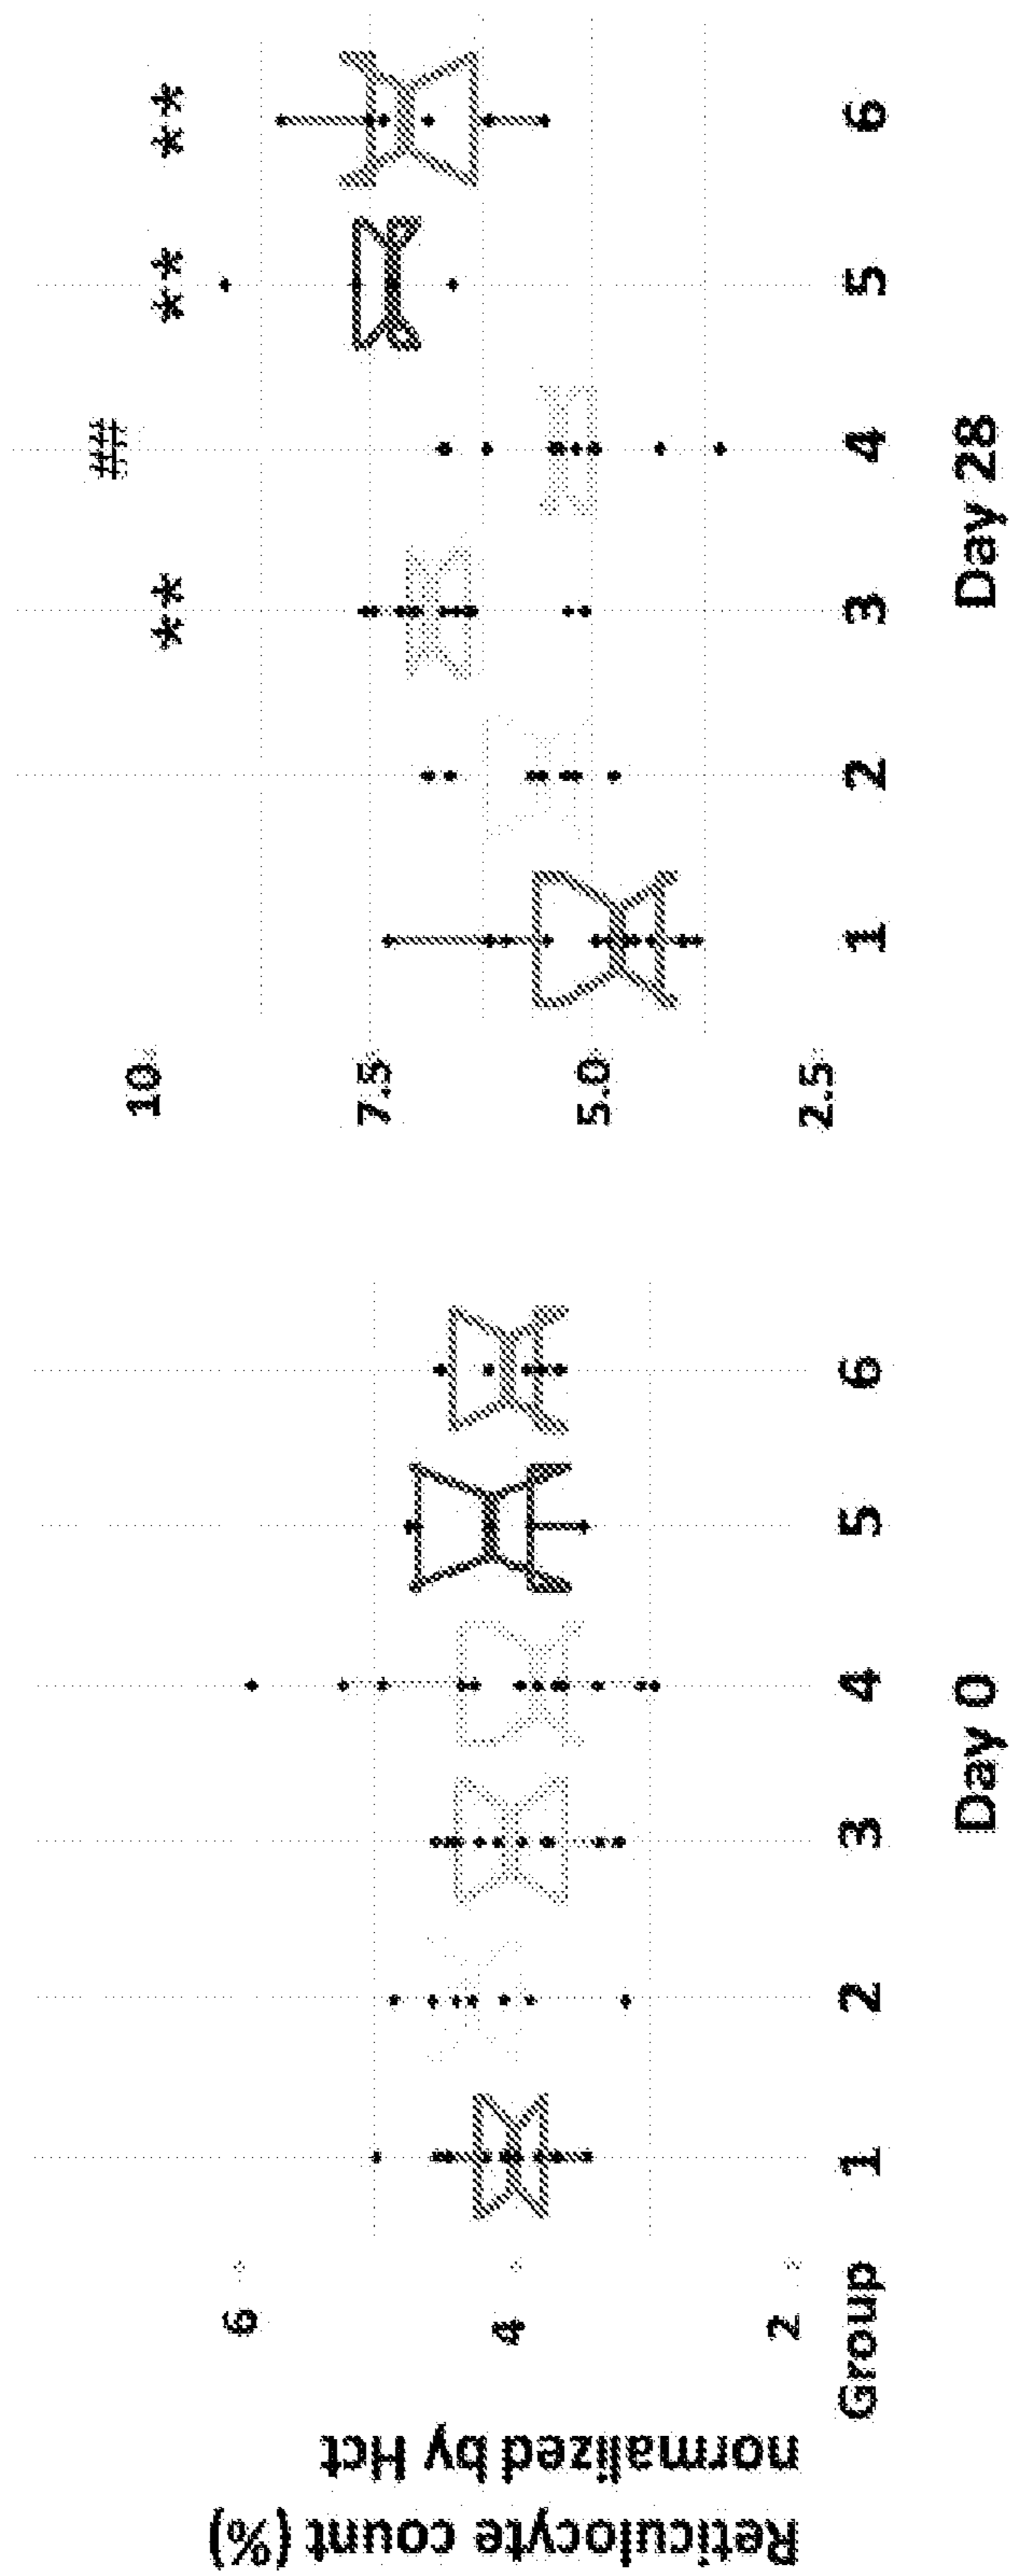 Reticulocyte count (%)
normalized by Hct
6
4
2
Group 1 2 3 4 5 6
Day 0
##
** ** **
10
7.5
5.0
2.5
1 2 3 4 5 6
Day 28